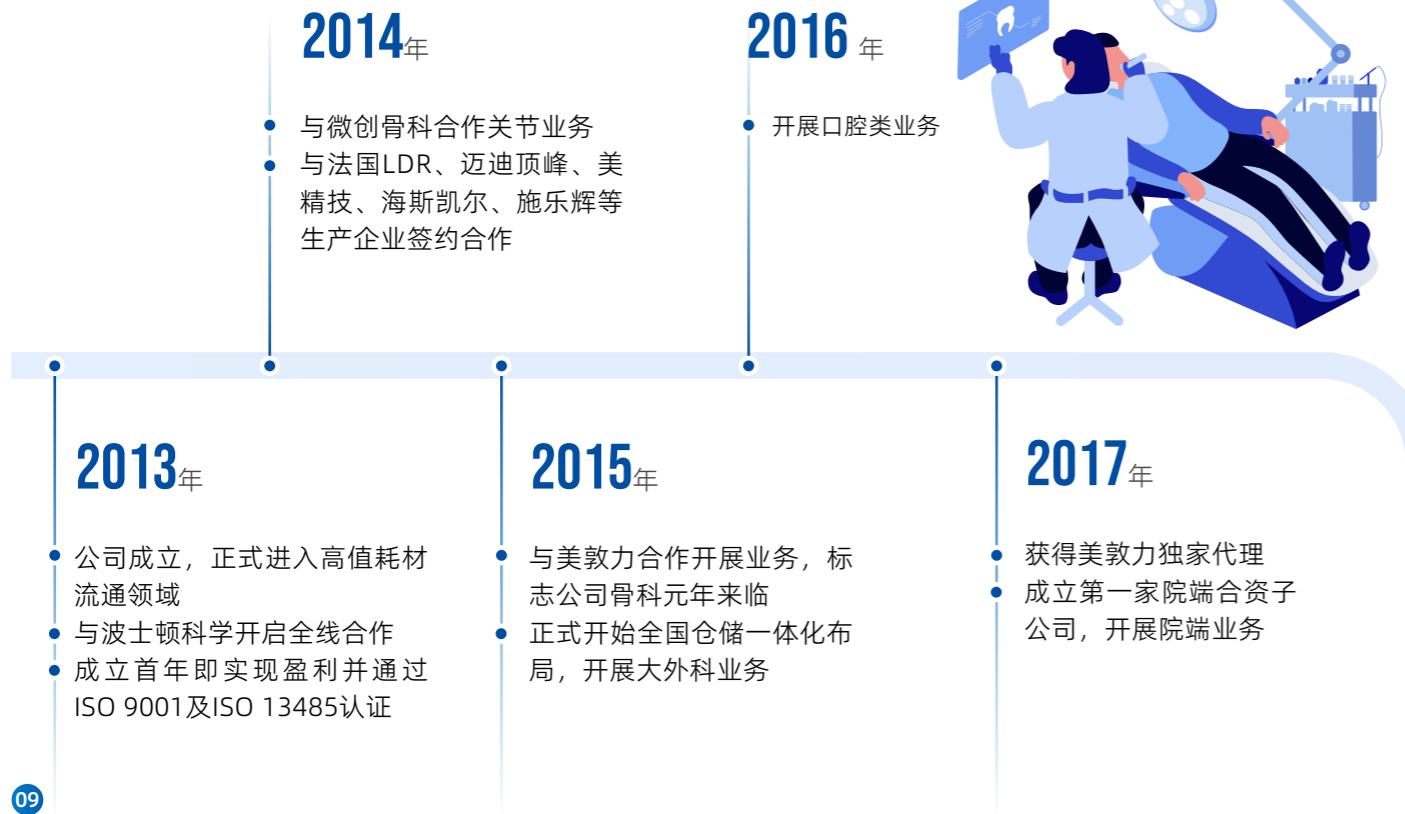 2014年
与微创骨科合作关节业务
与法国LDR、迈迪顶峰、美
精技、海斯凯尔、施乐辉等
生产企业签约合作
2016 年
开展口腔类业务
2013年
公司成立，正式进入高值耗材
流通领域
与波士顿科学开启全线合作
成立首年即实现盈利并通过
ISO 9001及ISO 13485认证
2015年
与美敦力合作开展业务，标
志公司骨科元年来临
正式开始全国仓储一体化布
局，开展大外科业务
2017年
获得美敦力独家代理
成立第一家院端合资子
公司，开展院端业务
09